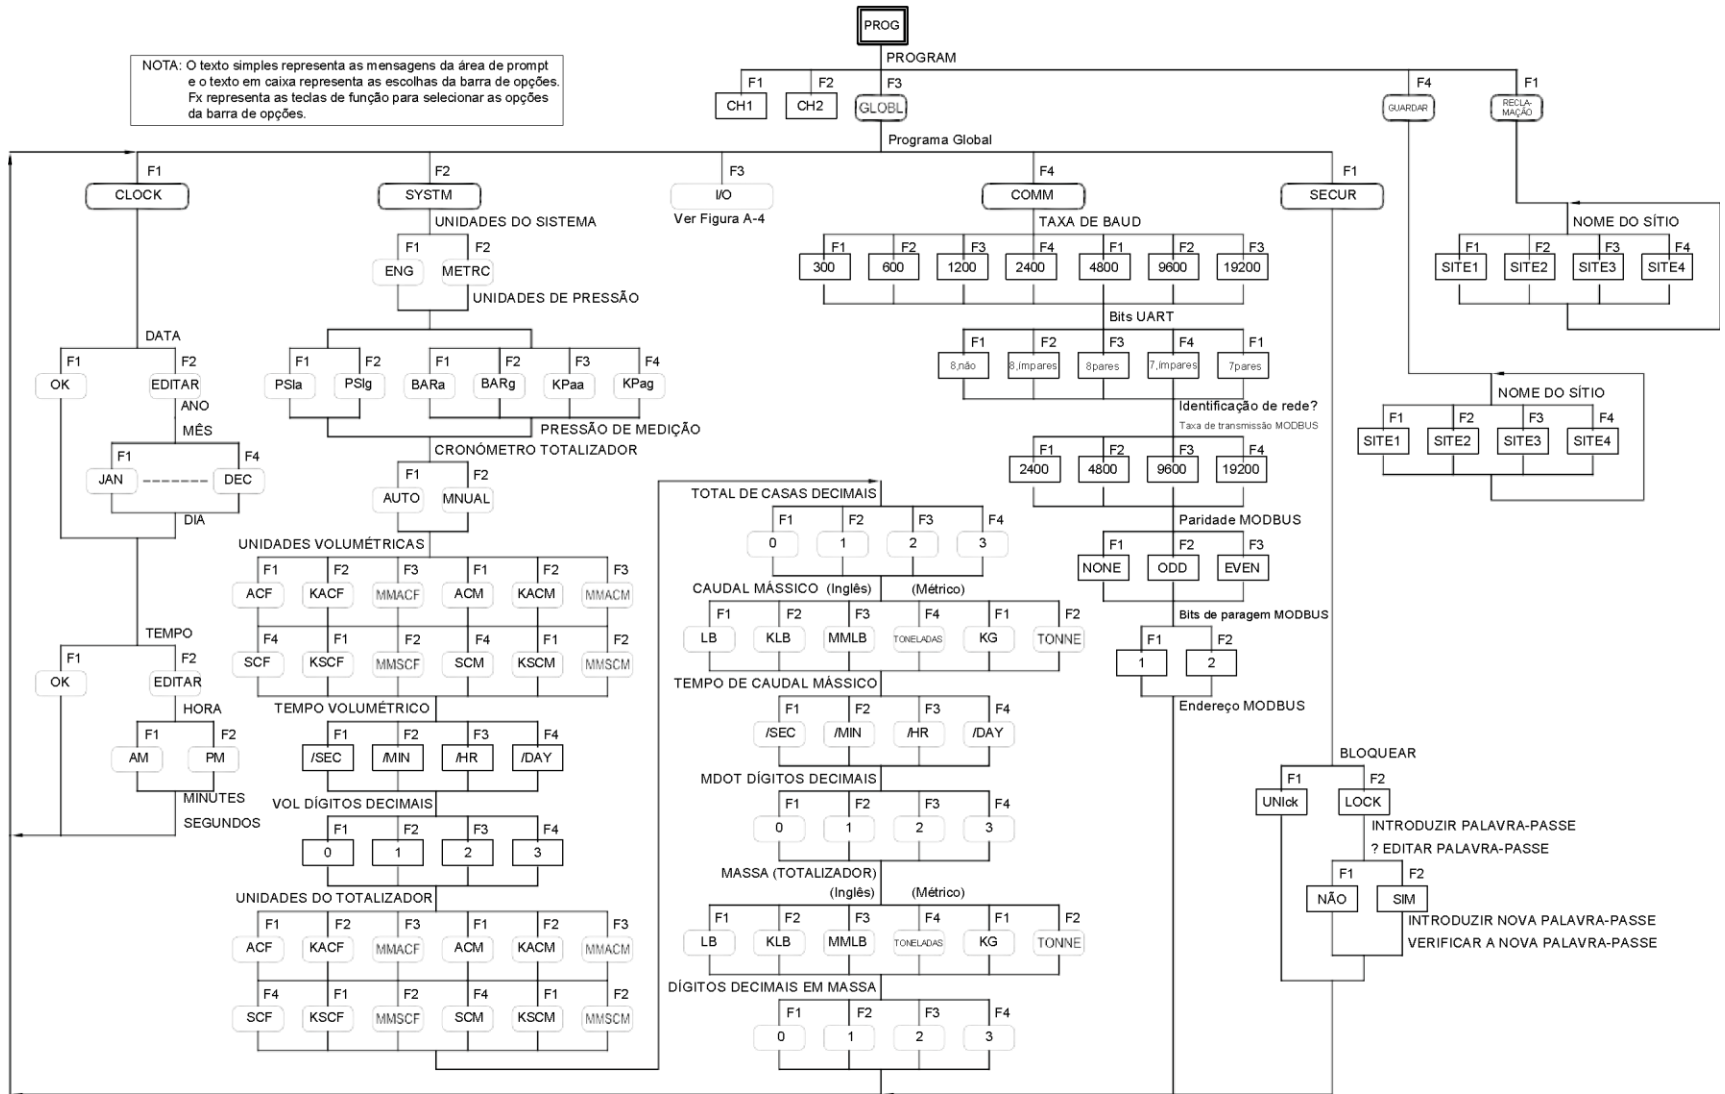 PROG
PROGRAM
NOTA: O texto simples representa as mensagens da área de prompt
e o texto em caixa representa as escolhas da barra de opções.
Fx representa as teclas de função para selecionar as opções
da barra de opções.
F1 F2 F3 F4 F1
CH1 CH2 GLOBL GUARDAR RECLA-
MAÇÃO
Programa Global
F1 F2 F3 F4 F1
CLOCK SYSTM I/O COMM SECUR
Ver Figura A-4
UNIDADES DO SISTEMA
F1 F2
ENG METRC
UNIDADES DE PRESSÃO
F1 F2 F1 F2 F3 F4
PSIa PSIg BARa BARg KPaa KPag
PRESSÃO DE MEDIÇÃO
CRONÓMETRO TOTALIZADOR
F1 F2
AUTO MNUAL
UNIDADES VOLUMÉTRICAS
F1 F2 F3 F1 F2 F3
ACF KACF MMACF ACM KACM MMACM
F4 F1 F2 F4 F1 F2
SCF KSCF MMSCF SCM KSCM MMSCM
TEMPO VOLUMÉTRICO
F1 F2 F3 F4
/SEC /MIN /HR /DAY
VOL DÍGITOS DECIMAIS
F1 F2 F3 F4
0 1 2 3
UNIDADES DO TOTALIZADOR
F1 F2 F3 F1 F2 F3
ACF KACF MMACF ACM KACM MMACM
F4 F1 F2 F4 F1 F2
SCF KSCF MMSCF SCM KSCM MMSCM
DATA
F1 F2
OK EDITAR
ANO
MÊS
F1 F4
JAN DEC
DIA
TEMPO
F1 F2
OK EDITAR
HORA
F1 F2
AM PM
MINUTES
SEGUNDOS
TOTAL DE CASAS DECIMAIS
F1 F2 F3 F4
0 1 2 3
CAUDAL MÁSSICO (Inglês) (Métrico)
F1 F2 F3 F4 F1 F2
LB KLB MMLB TONELADAS KG TONNE
TEMPO DE CAUDAL MÁSSICO
F1 F2 F3 F4
/SEC /MIN /HR /DAY
MDOT DÍGITOS DECIMAIS
F1 F2 F3 F4
0 1 2 3
MASSA (TOTALIZADOR)
(Inglês) (Métrico)
F1 F2 F3 F4 F1 F2
LB KLB MMLB TONELADAS KG TONNE
DÍGITOS DECIMAIS EM MASSA
F1 F2 F3 F4
0 1 2 3
TAXA DE BAUD
F1 F2 F3 F4 F1 F2 F3
300 600 1200 2400 4800 9600 19200
Bits UART
F1 F2 F3 F4 F1
8,não 8,ímpares 8pares 7,ímpares 7pares
Identificação de rede?
Taxa de transmissão MODBUS
F1 F2 F3 F4
2400 4800 9600 19200
Paridade MODBUS
F1 F2 F3
NONE ODD EVEN
Bits de paragem MODBUS
F1 F2
1 2
Endereço MODBUS
BLOQUEAR
F1 F2
UNlck LOCK
INTRODUZIR PALAVRA-PASSE
? EDITAR PALAVRA-PASSE
F1 F2
NÃO SIM
INTRODUZIR NOVA PALAVRA-PASSE
VERIFICAR A NOVA PALAVRA-PASSE
NOME DO SÍTIO
F1 F2 F3 F4
SITE1 SITE2 SITE3 SITE4
NOME DO SÍTIO
F1 F2 F3 F4
SITE1 SITE2 SITE3 SITE4